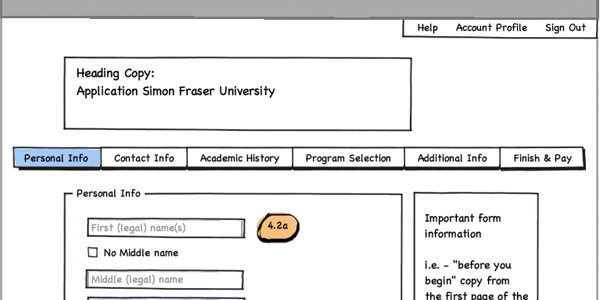 Help Account Profile Sign Out
Heading Copy:
Application Simon Fraser University
Personal Info Contact Info Academic History Program Selection Additional Info Finish & Pay
Personal Info
First (legal) name(s)
4.2a
No Middle name
Middle (legal) name
Important form
information
i.e. - "before you
begin" copy from
the first page of the